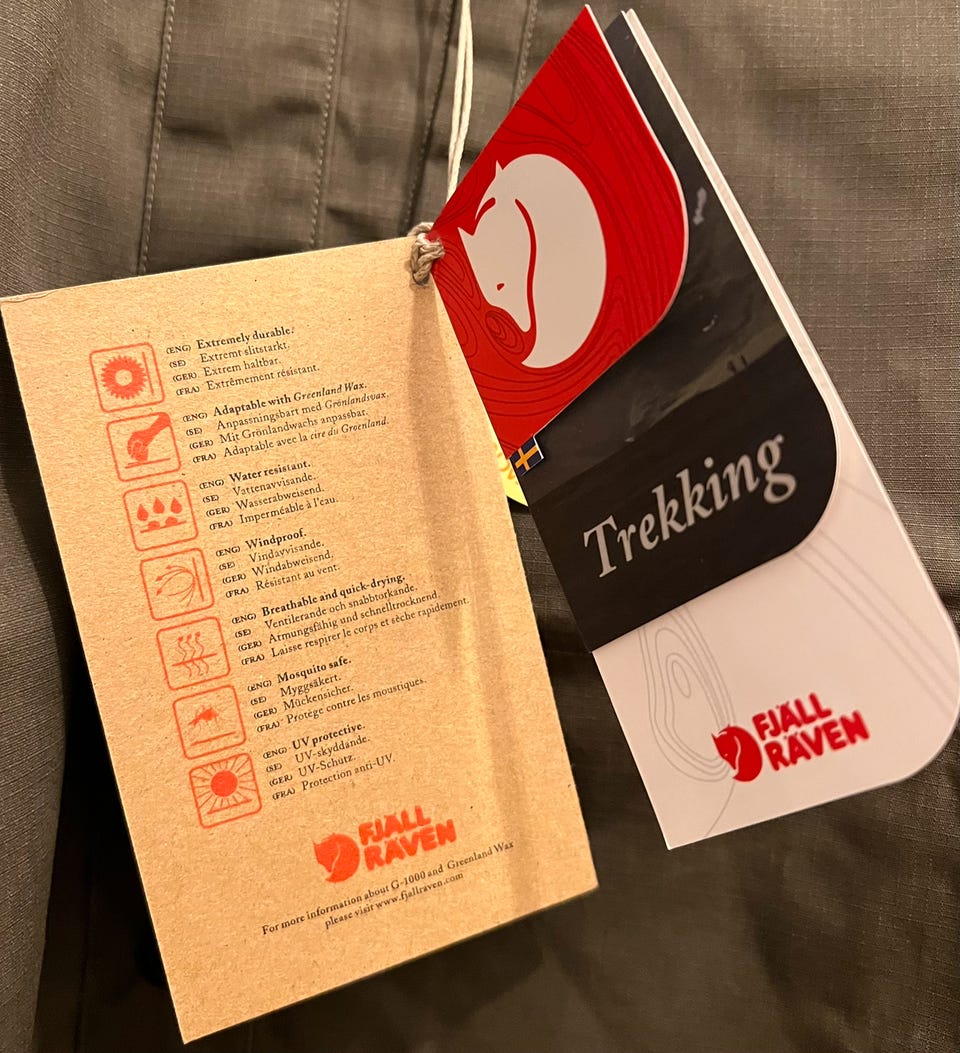 (ENG) Extremely durable.
(SE) Extremt slitstarkt.
(GER) Extrem haltbar.
(FRA) Extrêmement résistant.
(ENG) Adaptable with Greenland Wax.
(SE) Anpassningsbart med Grönlandsvax.
(GER) Mit Grönlandwachs anpassbar.
(FRA) Adaptable avec la cire du Groenland.
(ENG) Water resistant.
(SE) Vattenavvisande.
(GER) Wasserabweisend.
(FRA) Imperméable à l'eau.
(ENG) Windproof.
(SE) Vindavvisande.
(GER) Windabweisend.
(FRA) Résistant au vent.
(ENG) Breathable and quick-drying.
(SE) Ventilerande och snabbtorkande.
(GER) Atmungsfähig und schnelltrocknend.
(FRA) Laisse respirer le corps et sèche rapidement.
(ENG) Mosquito safe.
(SE) Myggsäkert.
(GER) Mückensicher.
(FRA) Protège contre les moustiques.
(ENG) UV protective.
(SE) UV-skyddande.
(GER) UV-Schutz.
(FRA) Protection anti-UV.
FJÄLL
RÄVEN
For more information about G-1000 and Greenland Wax
please visit www.fjallraven.com
Trekking
FJÄLL
RÄVEN